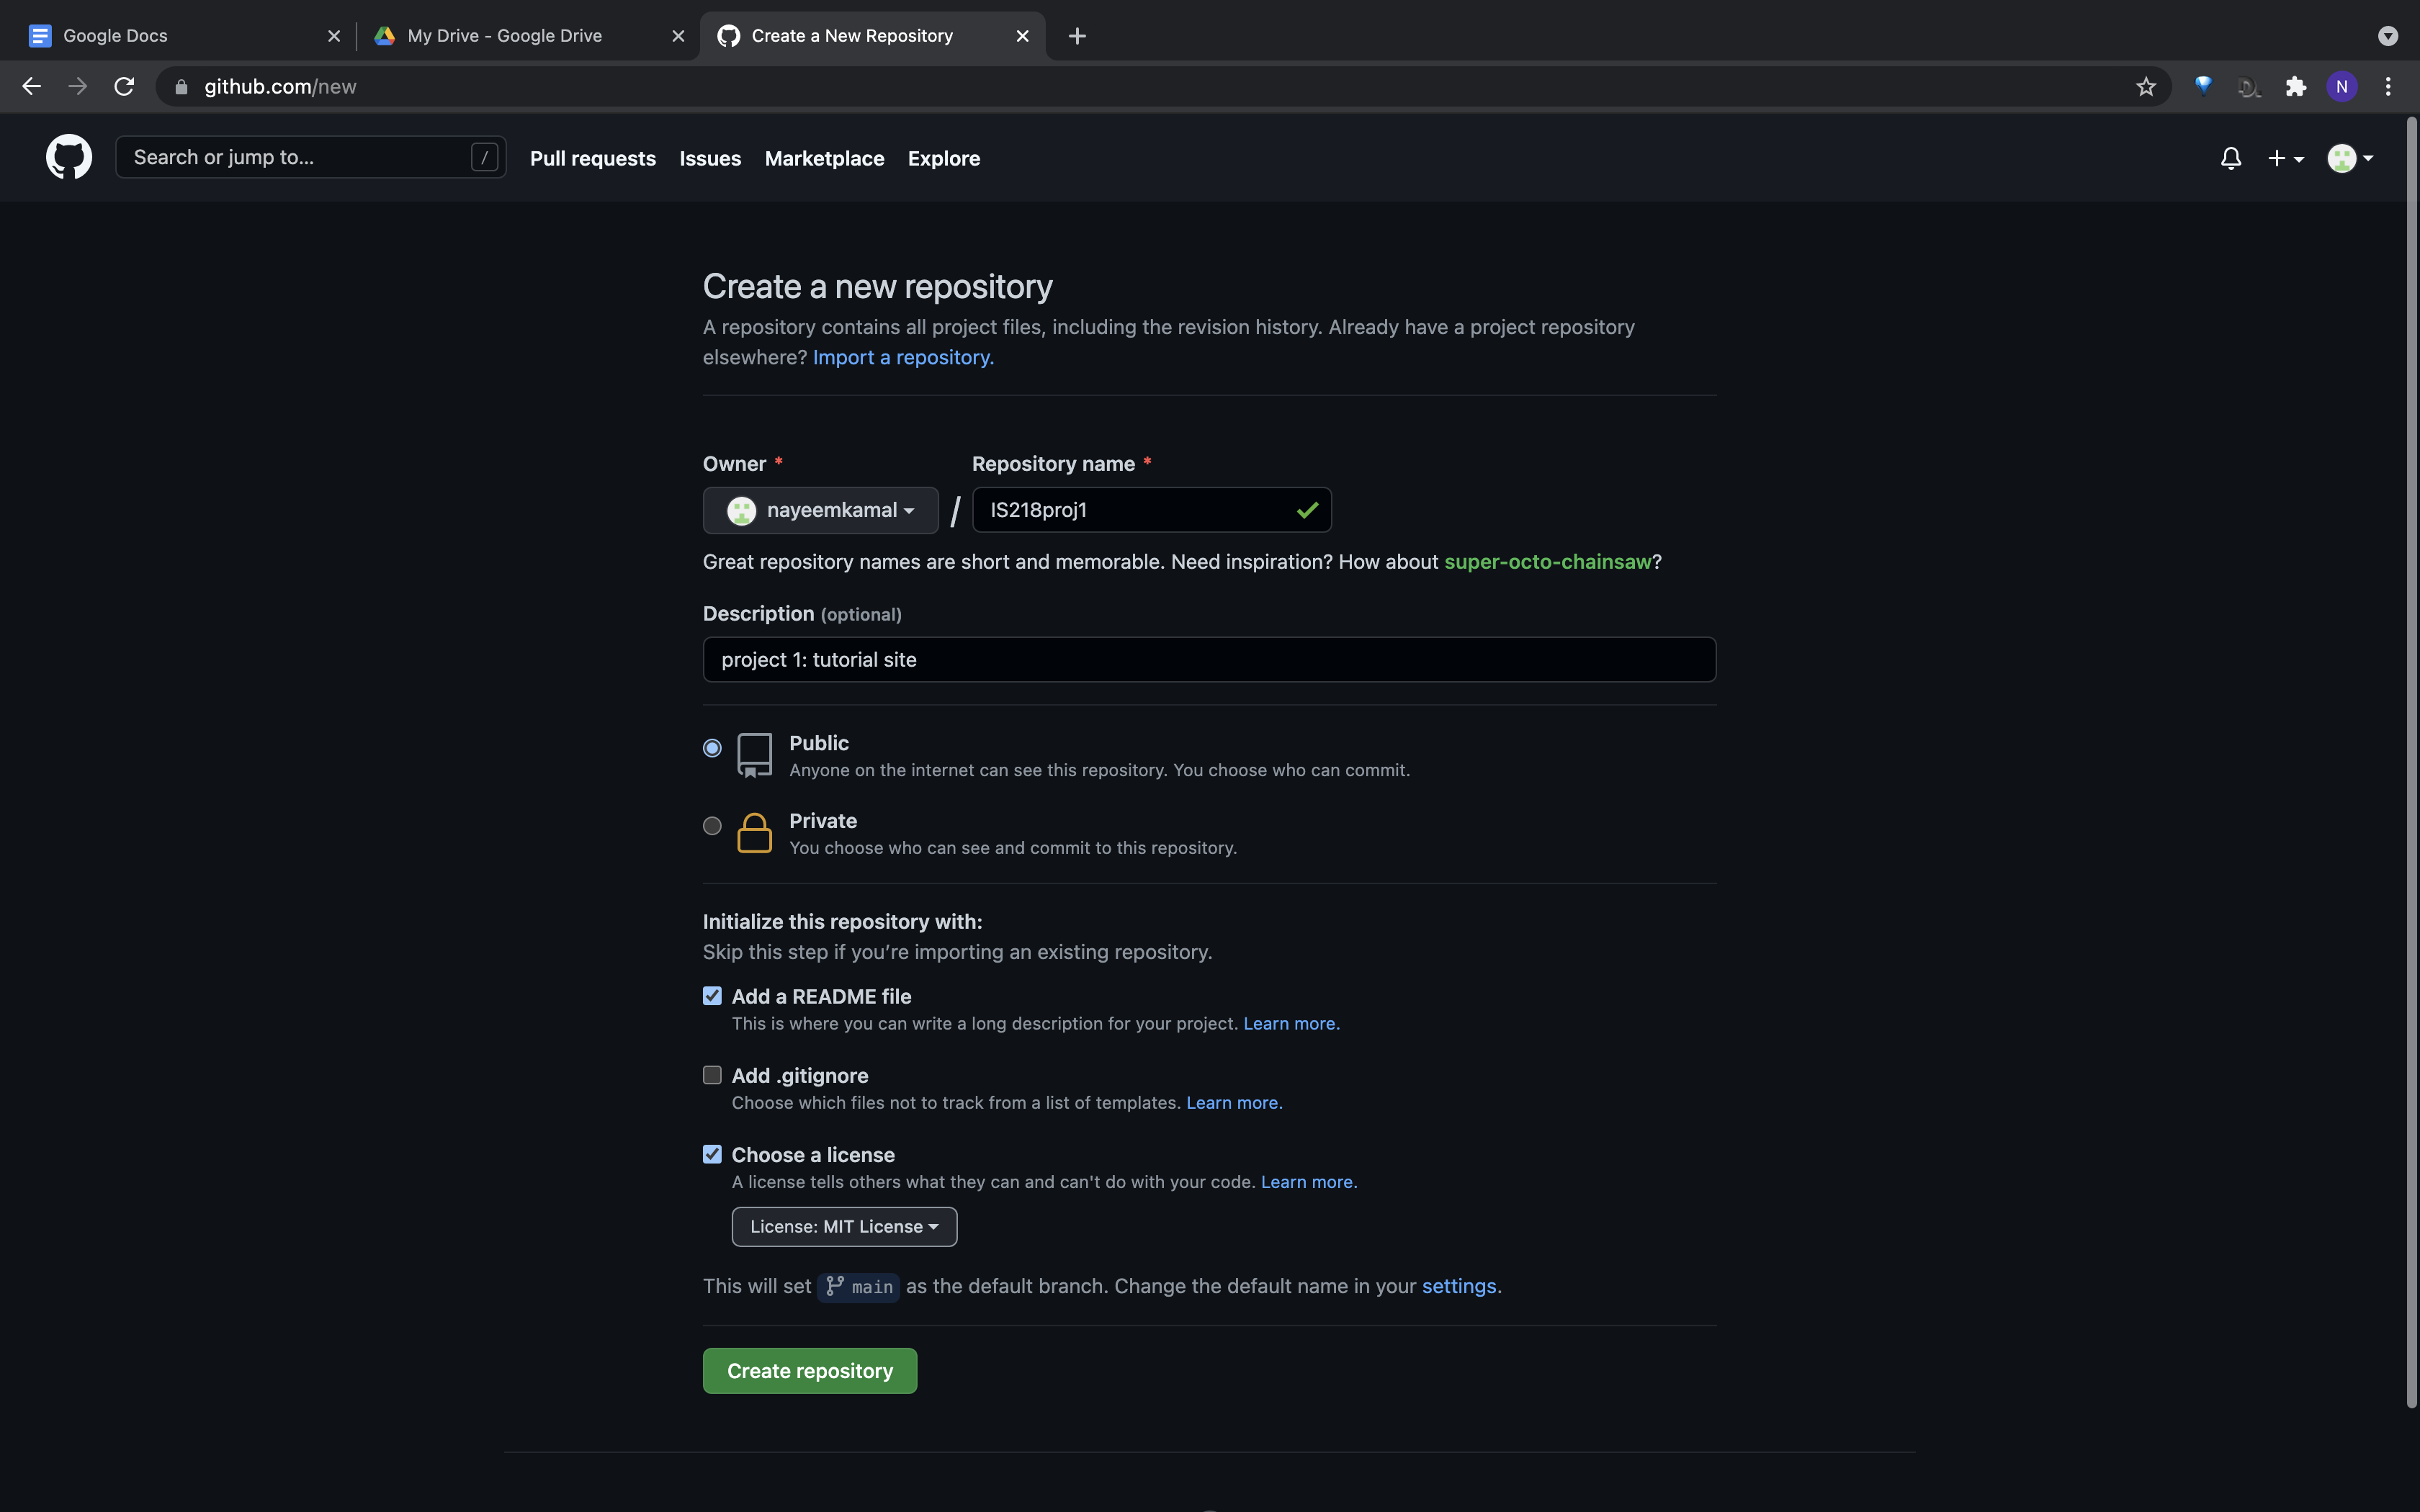 Google Docs
My Drive - Google Drive
Create a New Repository
github.com/new
N
Search or jump to...
/
Pull requests
Issues
Marketplace
Explore
Create a new repository
A repository contains all project files, including the revision history. Already have a project repository
elsewhere? Import a repository.
Owner *
Repository name *
nayeemkamal
/
IS218proj1
Great repository names are short and memorable. Need inspiration? How about super-octo-chainsaw?
Description (optional)
project 1: tutorial site
Public
Anyone on the internet can see this repository. You choose who can commit.
Private
You choose who can see and commit to this repository.
Initialize this repository with:
Skip this step if you’re importing an existing repository.
Add a README file
This is where you can write a long description for your project. Learn more.
Add .gitignore
Choose which files not to track from a list of templates. Learn more.
Choose a license
A license tells others what they can and can't do with your code. Learn more.
License: MIT License
This will set main as the default branch. Change the default name in your settings.
Create repository